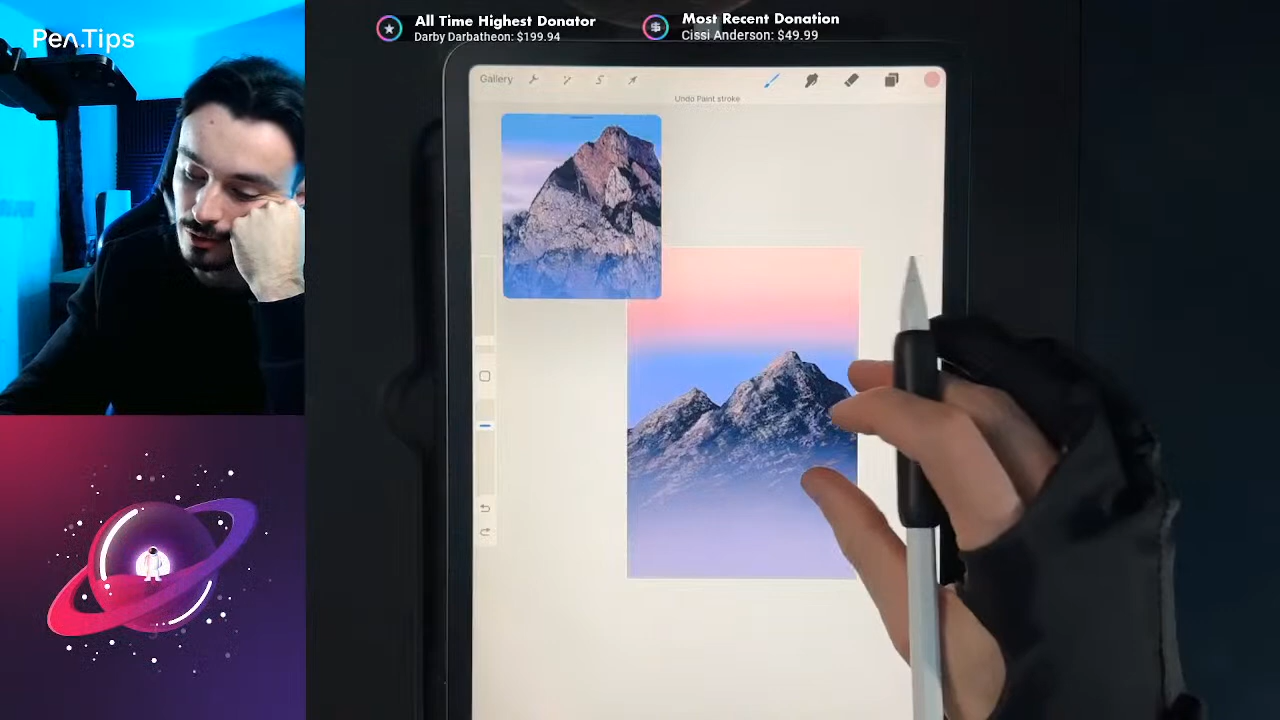 Pen.Tips
All Time Highest Donator
Darby Darbatheon: $199.94
Most Recent Donation
Cissi Anderson: $49.99
Gallery
Undo Paint stroke